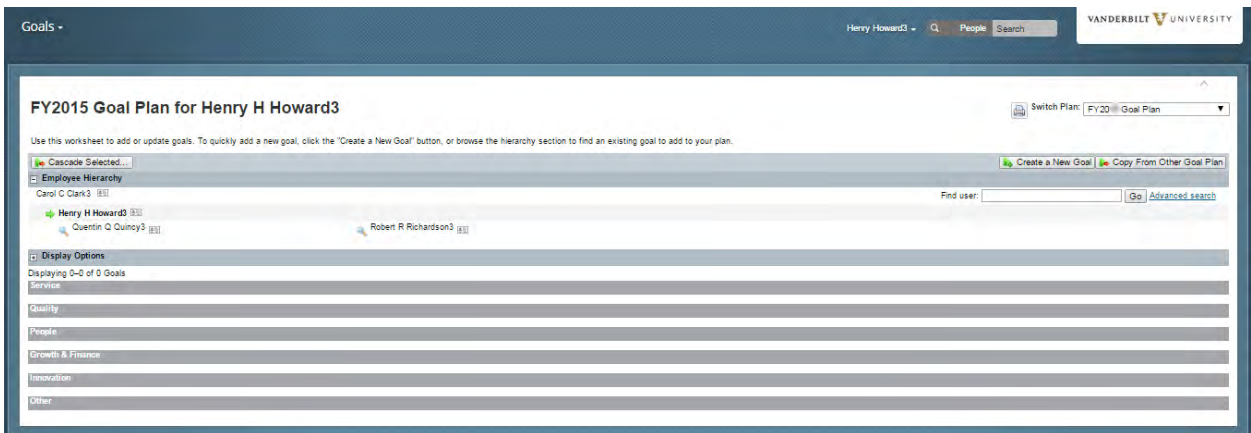 Goals
Henry Howard3
People
Search
VANDERBILT UNIVERSITY
FY2015 Goal Plan for Henry H Howard3
Switch Plan:
Goal Plan
Use this worksheet to add or update goals. To quickly add a new goal, click the "Create a New Goal" button, or browse the hierarchy section to find an existing goal to add to your plan.
Cascade Selected...
Create a New Goal
Copy From Other Goal Plan
Employee Hierarchy
Carol C Clark3
Find user:
Go
Advanced search
Henry H Howard3
Quentin Q Quincy3
Robert R Richardson3
Display Options
Displaying 0–0 of 0 Goals
Service
Quality
People
Growth & Finance
Innovation
Other